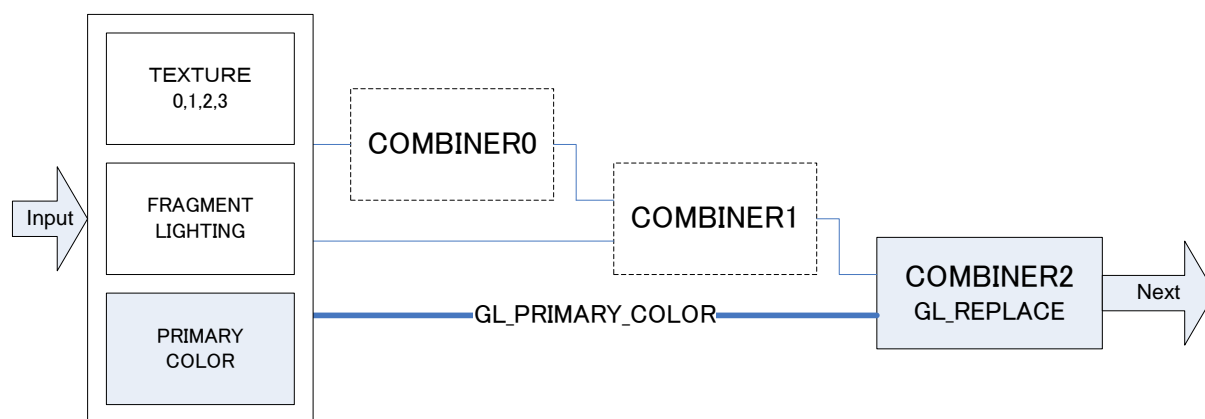 Input
TEXTURE
0,1,2,3
FRAGMENT
LIGHTING
PRIMARY
COLOR
COMBINER0
COMBINER1
GL_PRIMARY_COLOR
COMBINER2
GL_REPLACE
Next